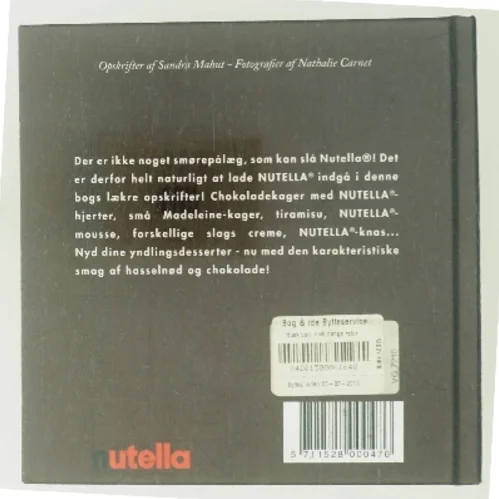 Opskrifter af Sandra Mahut – Fotografier af Nathalie Carnet
Der er ikke noget smørepålæg, som kan slå Nutella®! Det
er derfor helt naturligt at lade NUTELLA® indgå i denne
bogs lækre opskrifter! Chokoladekager med NUTELLA®-
hjerter, små Madeleine-kager, tiramisu, NUTELLA®-
mousse, forskellige slags creme, NUTELLA®-knas...
Nyd dine yndlingsdesserter - nu med den karakteristiske
smag af hasselnød og chokolade!
Bog & ide Bytteservice
VG 7210
5 711528 000476
nutella